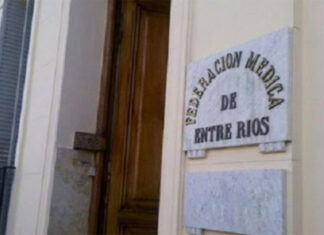 FEDERACION MEDICA
DE
ENTRE RIOS